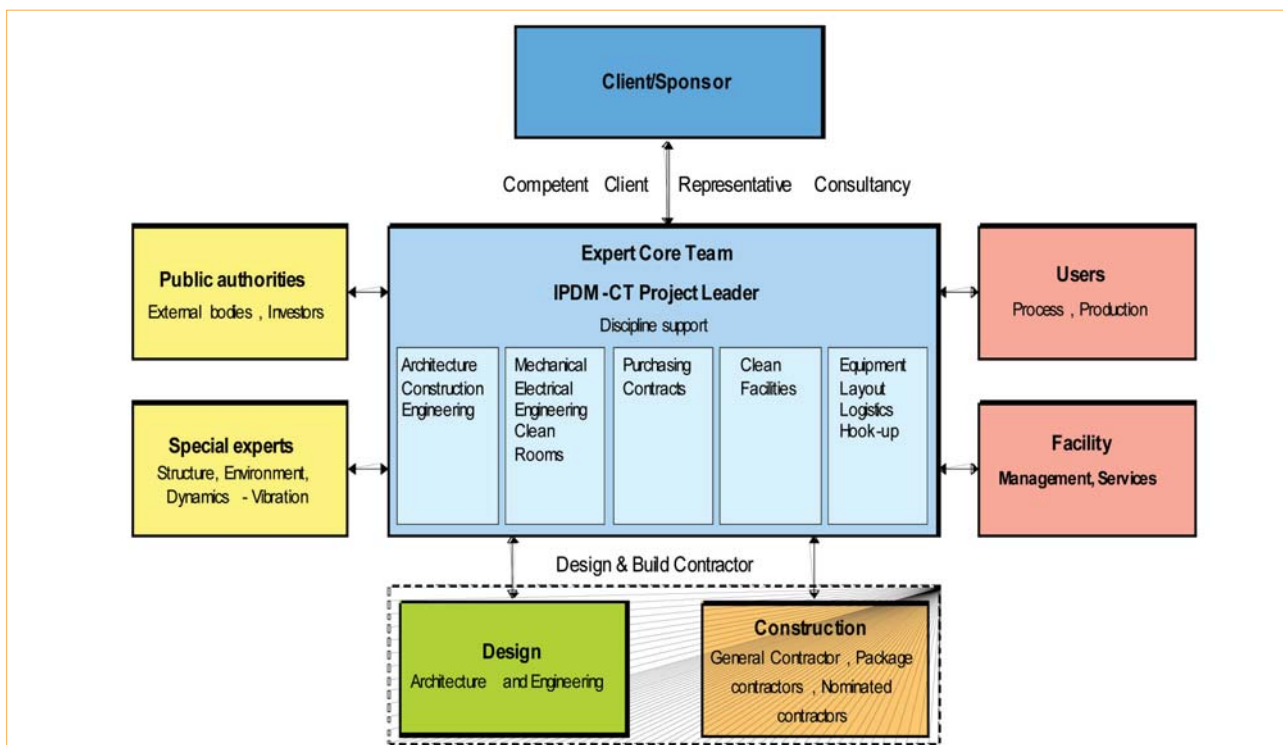 Client/Sponsor
Competent Client Representative Consultancy
Public authorities
External bodies , Investors
Special experts
Structure, Environment,
Dynamics - Vibration
Expert Core Team
IPDM -CT Project Leader
Discipline support
Architecture
Construction
Engineering
Mechanical
Electrical
Engineering
Clean
Rooms
Purchasing
Contracts
Clean
Facilities
Equipment
Layout
Logistics
Hook-up
Users
Process , Production
Facility
Management, Services
Design & Build Contractor
Design
Architecture and Engineering
Construction
General Contractor , Package
contractors , Nominated
contractors